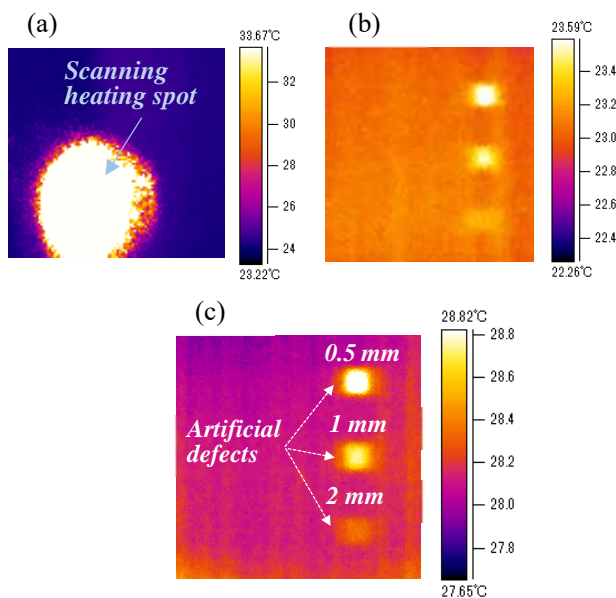 (a)
33.67°C
Scanning
heating spot
32
30
28
26
24
23.22°C
(b)
23.59°C
23.4
23.2
23.0
22.8
22.6
22.4
22.26°C
(c)
28.82°C
0.5 mm
1 mm
Artificial
defects
2 mm
28.8
28.6
28.4
28.2
28.0
27.8
27.65°C